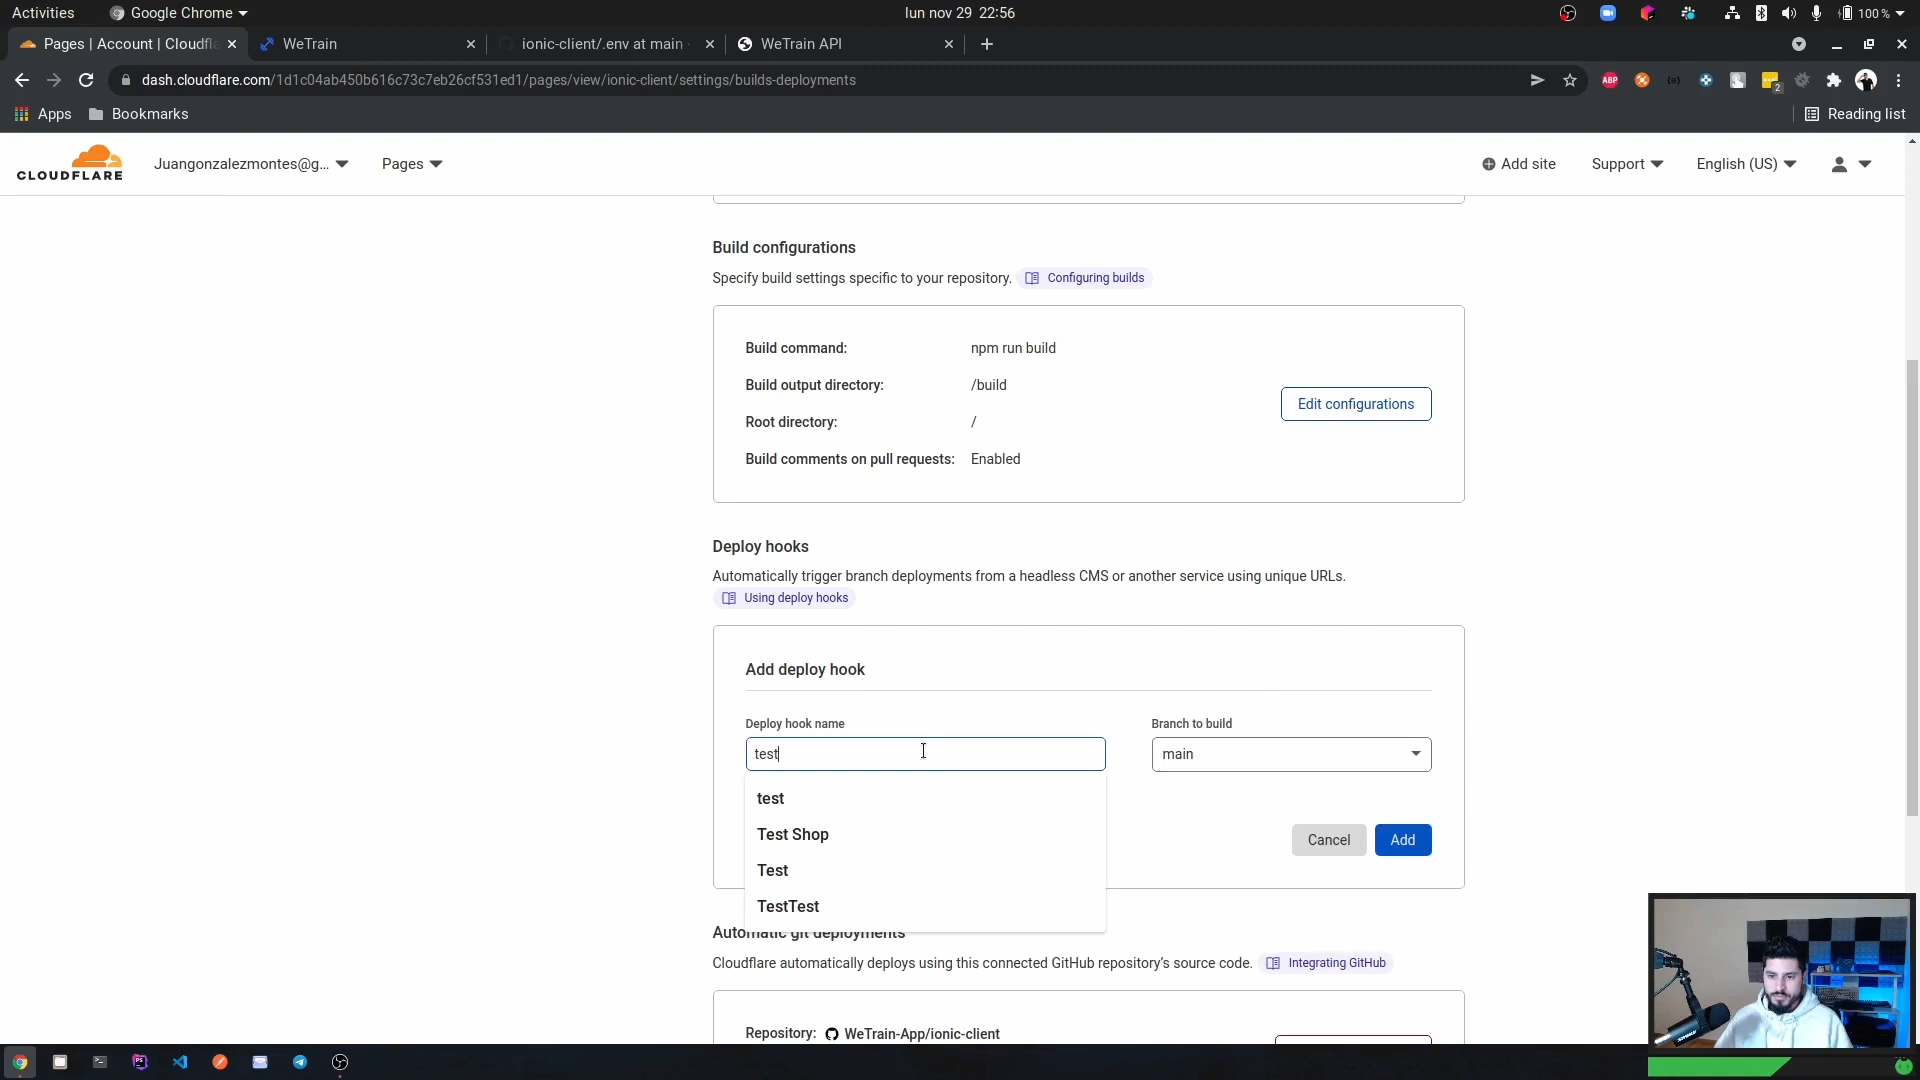 Activities
Google Chrome
lun nov 29 22:56
100 %
Pages | Account | Cloudfla
WeTrain
ionic-client/.env at main
WeTrain API
dash.cloudflare.com/1d1c04ab450b616c73c7eb26cf531ed1/pages/view/ionic-client/settings/builds-deployments
ABP
2
Apps
Bookmarks
Reading list
CLOUDFLARE
Juangonzalezmontes@g...
Pages
Add site
Support
English (US)
Build configurations
Specify build settings specific to your repository.
Configuring builds
Build command: npm run build
Build output directory: /build
Root directory: /
Build comments on pull requests: Enabled
Edit configurations
Deploy hooks
Automatically trigger branch deployments from a headless CMS or another service using unique URLs.
Using deploy hooks
Add deploy hook
Deploy hook name
Branch to build
test
main
test
Test Shop
Test
TestTest
Cancel
Add
Automatic git deployments
Cloudflare automatically deploys using this connected GitHub repository's source code.
Integrating GitHub
Repository: WeTrain-App/ionic-client